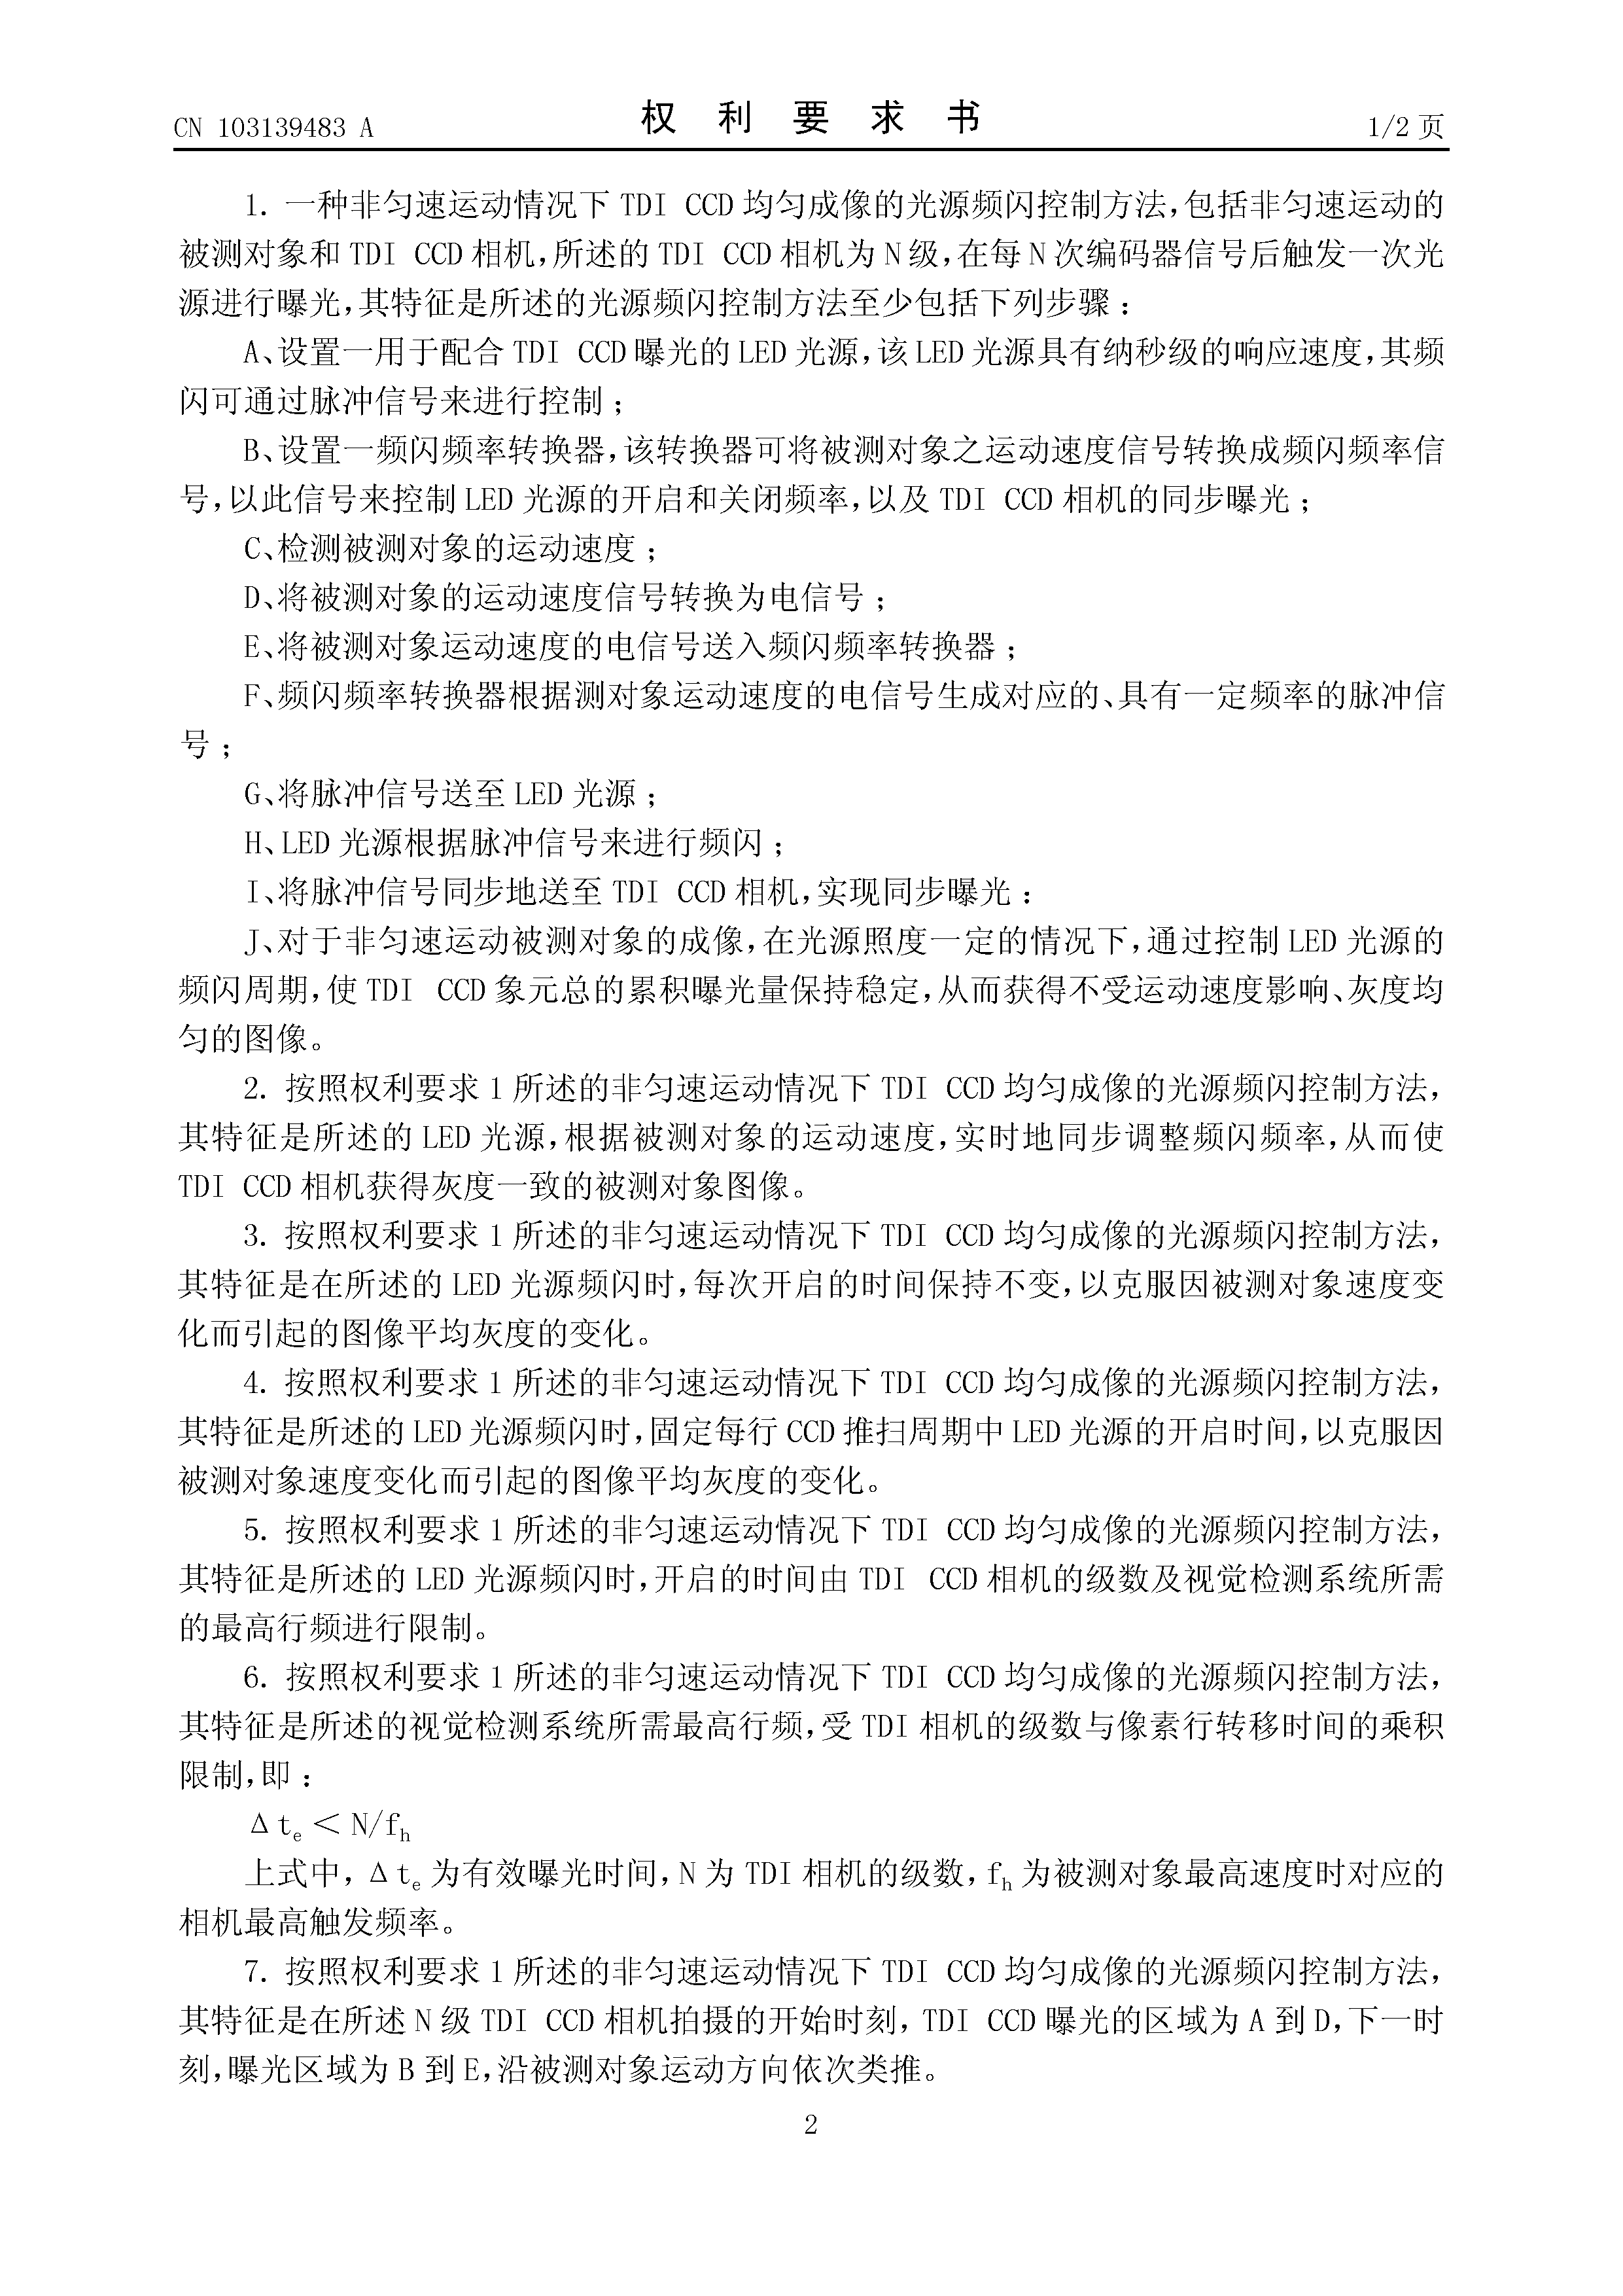 CN 103139483 A
权利要求书
1/2 页
1. 一种非匀速运动情况下 TDI CCD 均匀成像的光源频闪控制方法,包括非匀速运动的
被测对象和 TDI CCD 相机,所述的 TDI CCD 相机为 N 级,在每 N 次编码器信号后触发一次光
源进行曝光,其特征是所述的光源频闪控制方法至少包括下列步骤：
A、设置一用于配合 TDI CCD 曝光的 LED 光源,该 LED 光源具有纳秒级的响应速度,其频
闪可通过脉冲信号来进行控制；
B、设置一频闪频率转换器,该转换器可将被测对象之运动速度信号转换成频闪频率信
号,以此信号来控制 LED 光源的开启和关闭频率,以及 TDI CCD 相机的同步曝光；
C、检测被测对象的运动速度；
D、将被测对象的运动速度信号转换为电信号；
E、将被测对象运动速度的电信号送入频闪频率转换器；
F、频闪频率转换器根据测对象运动速度的电信号生成对应的、具有一定频率的脉冲信
号；
G、将脉冲信号送至 LED 光源；
H、LED 光源根据脉冲信号来进行频闪；
I、将脉冲信号同步地送至 TDI CCD 相机,实现同步曝光：
J、对于非匀速运动被测对象的成像,在光源照度一定的情况下,通过控制 LED 光源的
频闪周期,使 TDI CCD 象元总的累积曝光量保持稳定,从而获得不受运动速度影响、灰度均
匀的图像。
2. 按照权利要求 1 所述的非匀速运动情况下 TDI CCD 均匀成像的光源频闪控制方法,
其特征是所述的 LED 光源,根据被测对象的运动速度,实时地同步调整频闪频率,从而使
TDI CCD 相机获得灰度一致的被测对象图像。
3. 按照权利要求 1 所述的非匀速运动情况下 TDI CCD 均匀成像的光源频闪控制方法,
其特征是在所述的 LED 光源频闪时,每次开启的时间保持不变,以克服因被测对象速度变
化而引起的图像平均灰度的变化。
4. 按照权利要求 1 所述的非匀速运动情况下 TDI CCD 均匀成像的光源频闪控制方法,
其特征是所述的 LED 光源频闪时,固定每行 CCD 推扫周期中 LED 光源的开启时间,以克服因
被测对象速度变化而引起的图像平均灰度的变化。
5. 按照权利要求 1 所述的非匀速运动情况下 TDI CCD 均匀成像的光源频闪控制方法,
其特征是所述的 LED 光源频闪时,开启的时间由 TDI CCD 相机的级数及视觉检测系统所需
的最高行频进行限制。
6. 按照权利要求 1 所述的非匀速运动情况下 TDI CCD 均匀成像的光源频闪控制方法,
其特征是所述的视觉检测系统所需最高行频,受 TDI 相机的级数与像素行转移时间的乘积
限制,即：
Δtₑ＜N/fₕ
上式中,Δtₑ 为有效曝光时间,N 为 TDI 相机的级数,fₕ 为被测对象最高速度时对应的
相机最高触发频率。
7. 按照权利要求 1 所述的非匀速运动情况下 TDI CCD 均匀成像的光源频闪控制方法,
其特征是在所述 N 级 TDI CCD 相机拍摄的开始时刻,TDI CCD 曝光的区域为 A 到 D,下一时
刻,曝光区域为 B 到 E,沿被测对象运动方向依次类推。
2